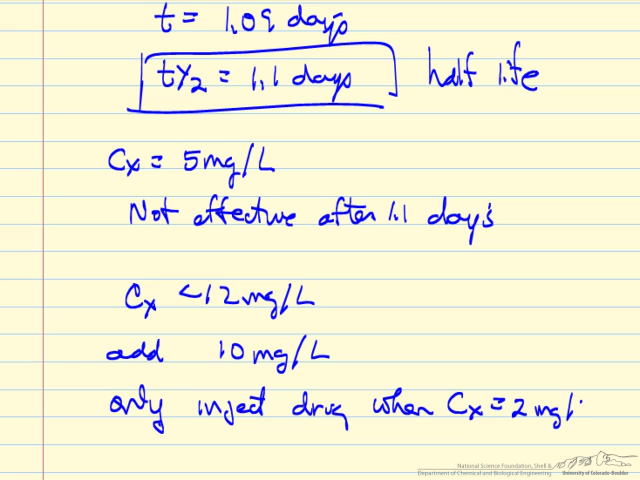 t = 1.09 days
t1/2 = 1.1 days half life
Cx = 5 mg/L
Not effective after 1.1 days
Cx <12 mg/L
add 10 mg/L
only inject drug when Cx = 2 mg/
National Science Foundation, Shell &
Department of Chemical and Biological Engineering
University of Colorado-Boulder